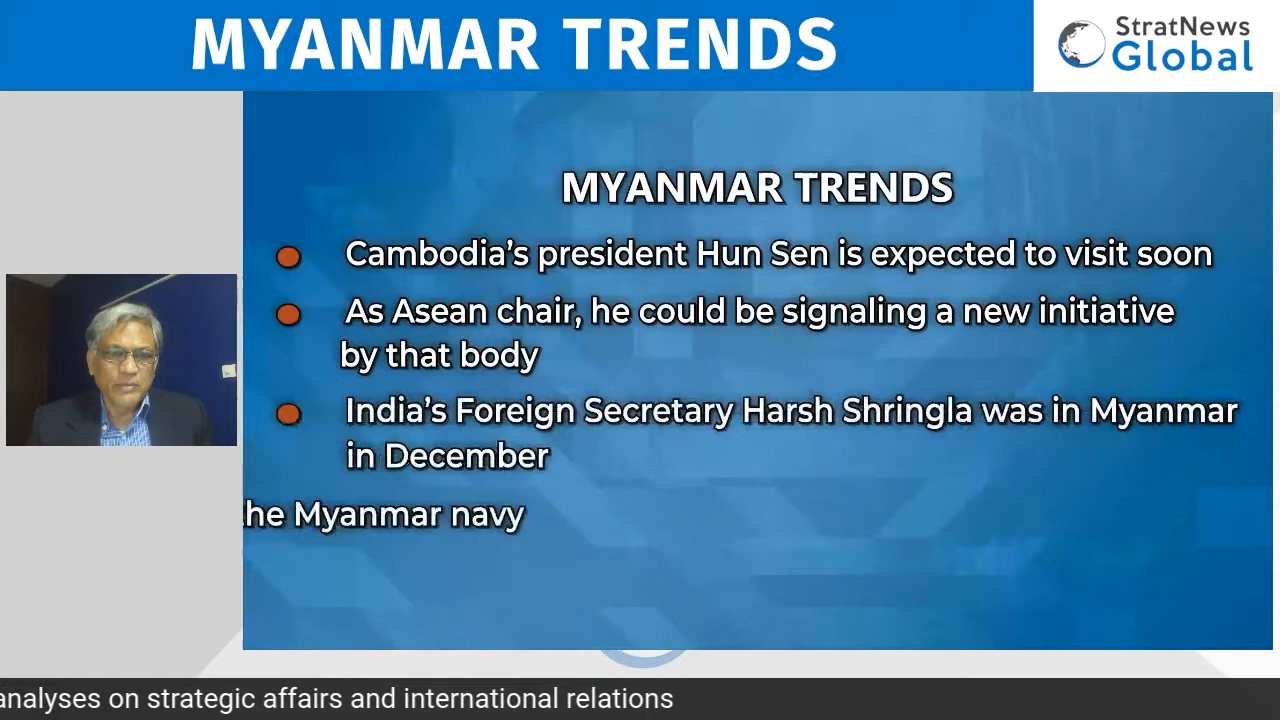 MYANMAR TRENDS
StratNews
Global
MYANMAR TRENDS
Cambodia's president Hun Sen is expected to visit soon
As Asean chair, he could be signaling a new initiative
by that body
India's Foreign Secretary Harsh Shringla was in Myanmar
in December
the Myanmar navy
analyses on strategic affairs and international relations